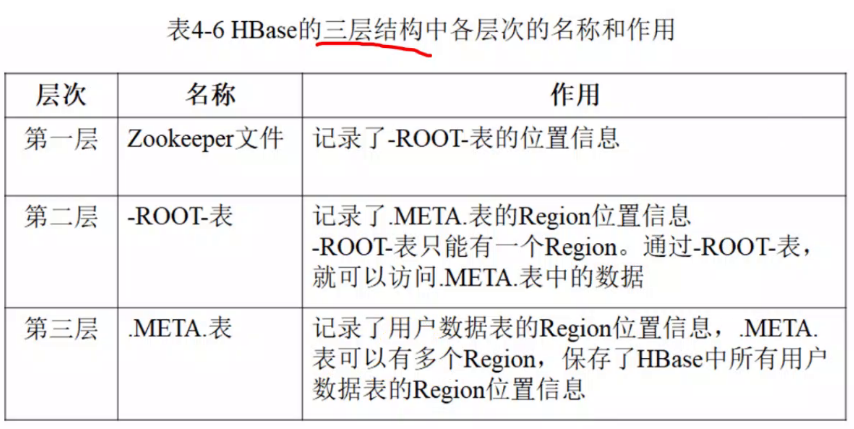 表4-6 HBase的三层结构中各层次的名称和作用
层次 名称 作用
第一层 Zookeeper文件 记录了-ROOT-表的位置信息
第二层 -ROOT-表 记录了.META.表的Region位置信息
-ROOT-表只能有一个Region。通过-ROOT-表，
就可以访问.META.表中的数据
第三层 .META.表 记录了用户数据表的Region位置信息，.META.
表可以有多个Region，保存了HBase中所有用户
数据表的Region位置信息